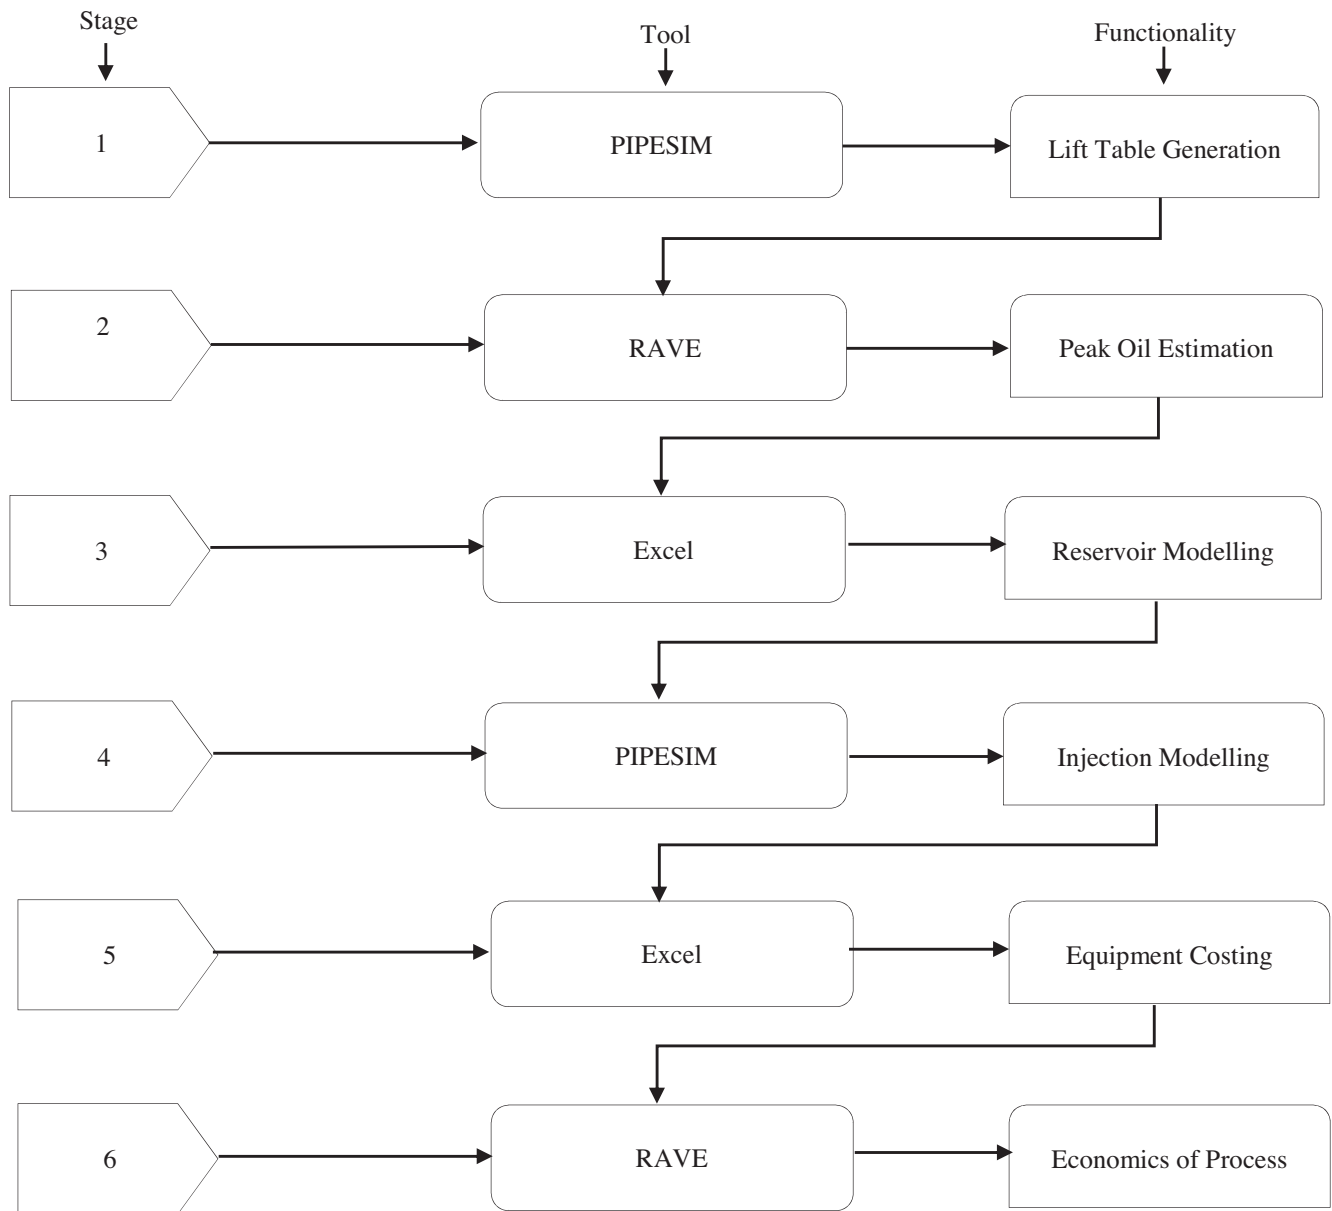 Stage
Tool
Functionality
1
PIPESIM
Lift Table Generation
2
RAVE
Peak Oil Estimation
3
Excel
Reservoir Modelling
4
PIPESIM
Injection Modelling
5
Excel
Equipment Costing
6
RAVE
Economics of Process